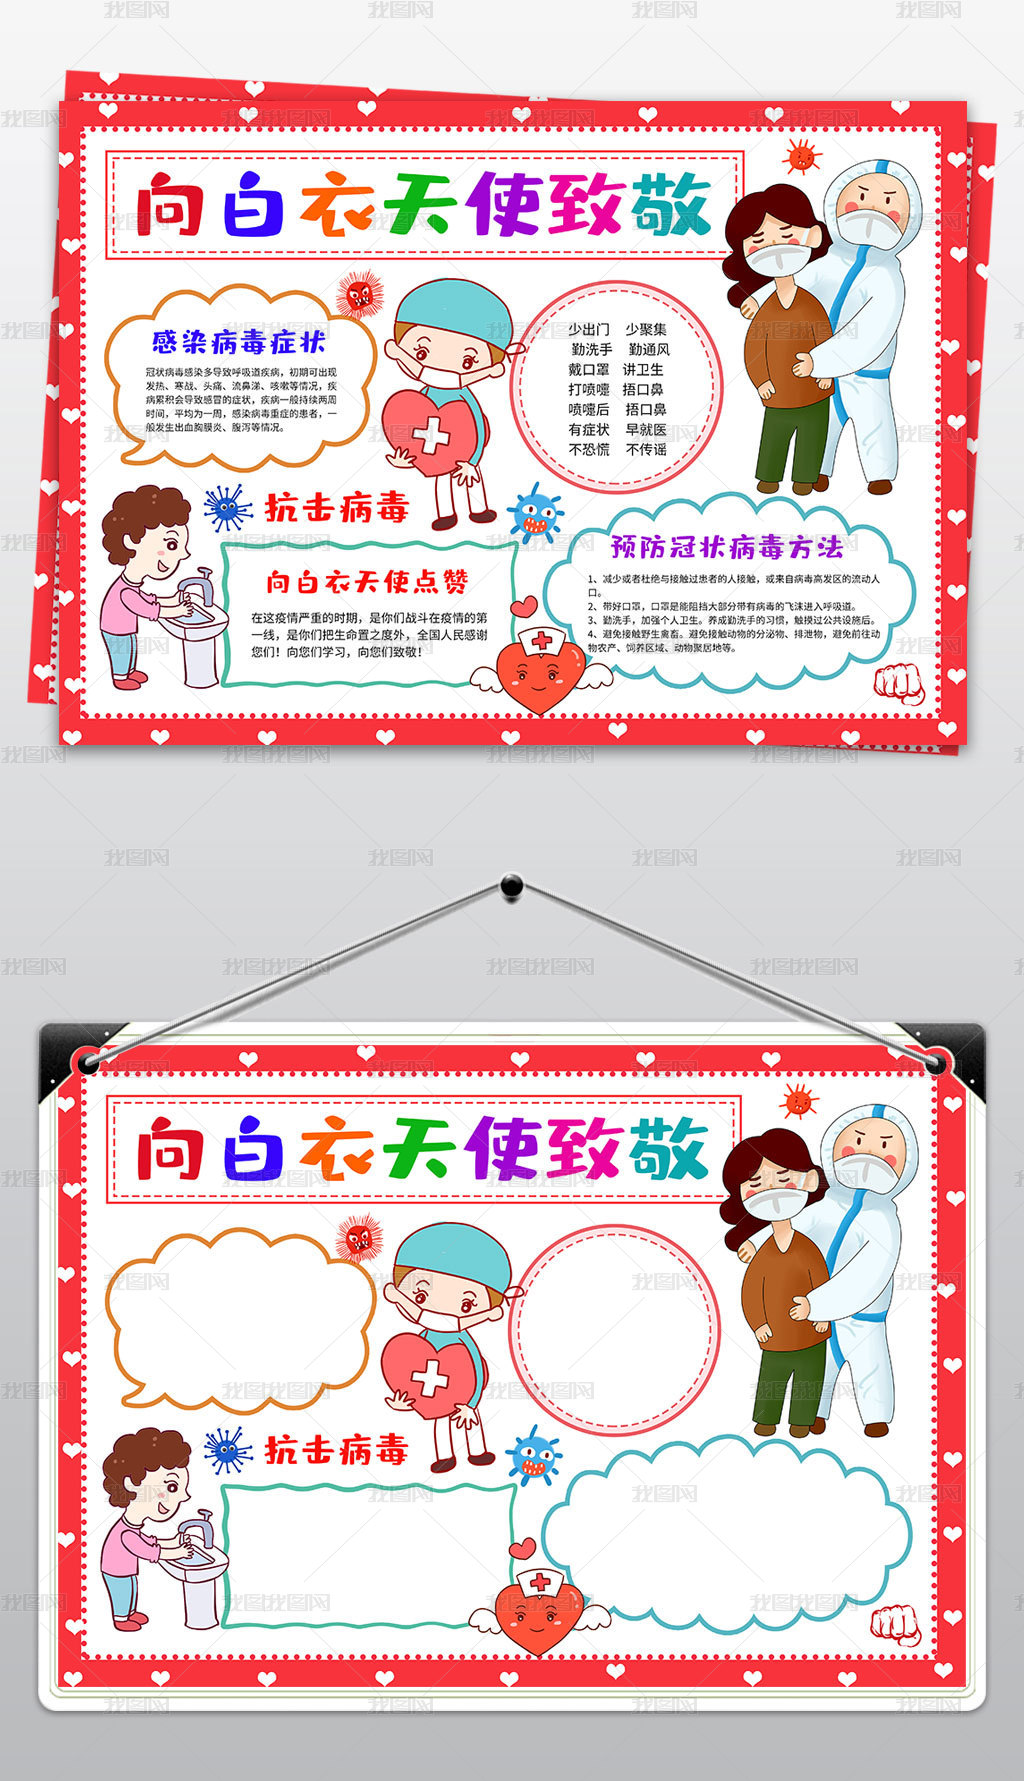 向白衣天使致敬
感染病毒症状
冠状病毒感染多导致呼吸道疾病，初期可出现
发热、寒战、头痛、流鼻涕、咳嗽等情况，疾
病累积会导致感冒的症状，疾病一般持续两周
时间，平均为一周，感染病毒重症的患者，一
般发生出血胸膜炎、腹泻等情况。
少出门 少聚集
勤洗手 勤通风
戴口罩 讲卫生
打喷嚏 捂口鼻
喷嚏后 捂口鼻
有症状 早就医
不恐慌 不传谣
抗击病毒
向白衣天使点赞
在这疫情严重的时期，是你们战斗在疫情的第
一线，是你们把生命置之度外，全国人民感谢
您们！向您们学习，向您们致敬！
预防冠状病毒方法
1、减少或者杜绝与接触过患者的人接触，或来自病毒高发区的流动人
口。
2、带好口罩，口罩是能阻挡大部分带有病毒的飞沫进入呼吸道。
3、勤洗手，加强个人卫生。养成勤洗手的习惯，触摸过公共设施后。
4、避免接触野生禽畜。避免接触动物的分泌物、排泄物，避免前往动
物农产、饲养区域、动物聚居地等。
向白衣天使致敬
抗击病毒
我图网